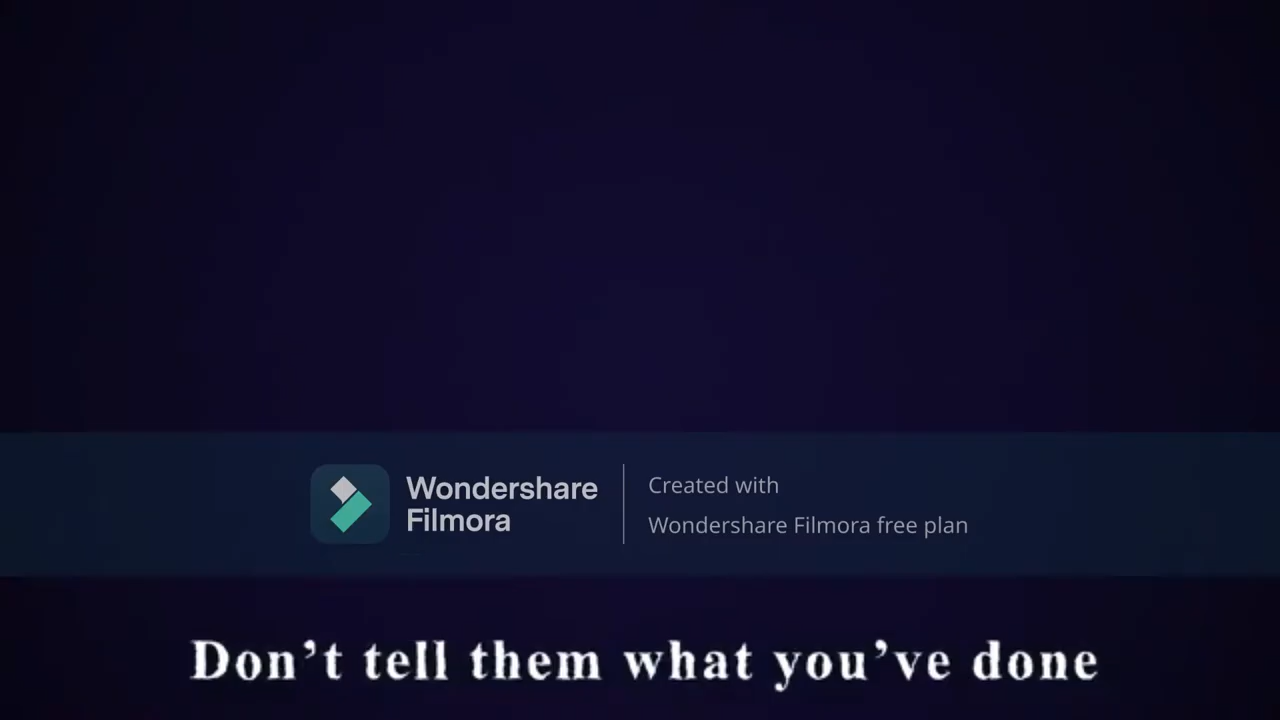 Wondershare
Filmora
Created with
Wondershare Filmora free plan
Don’t tell them what you’ve done